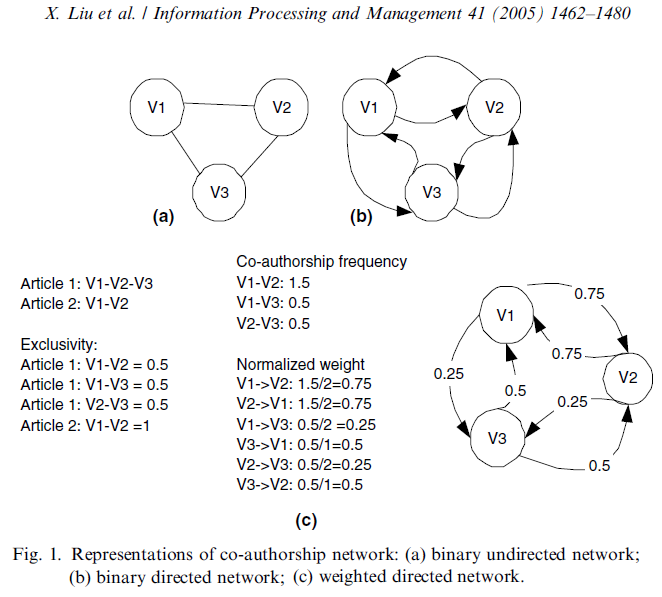 X. Liu et al. / Information Processing and Management 41 (2005) 1462–1480
V1
V2
V3
(a)
V1
V2
V3
(b)
Article 1: V1-V2-V3
Article 2: V1-V2
Exclusivity:
Article 1: V1-V2 = 0.5
Article 1: V1-V3 = 0.5
Article 1: V2-V3 = 0.5
Article 2: V1-V2 =1
Co-authorship frequency
V1-V2: 1.5
V1-V3: 0.5
V2-V3: 0.5
Normalized weight
V1->V2: 1.5/2=0.75
V2->V1: 1.5/2=0.75
V1->V3: 0.5/2 =0.25
V3->V1: 0.5/1=0.5
V2->V3: 0.5/2=0.25
V3->V2: 0.5/1=0.5
0.75
V1
0.75
0.25
V2
0.5
0.25
V3
0.5
(c)
Fig. 1. Representations of co-authorship network: (a) binary undirected network;
(b) binary directed network; (c) weighted directed network.